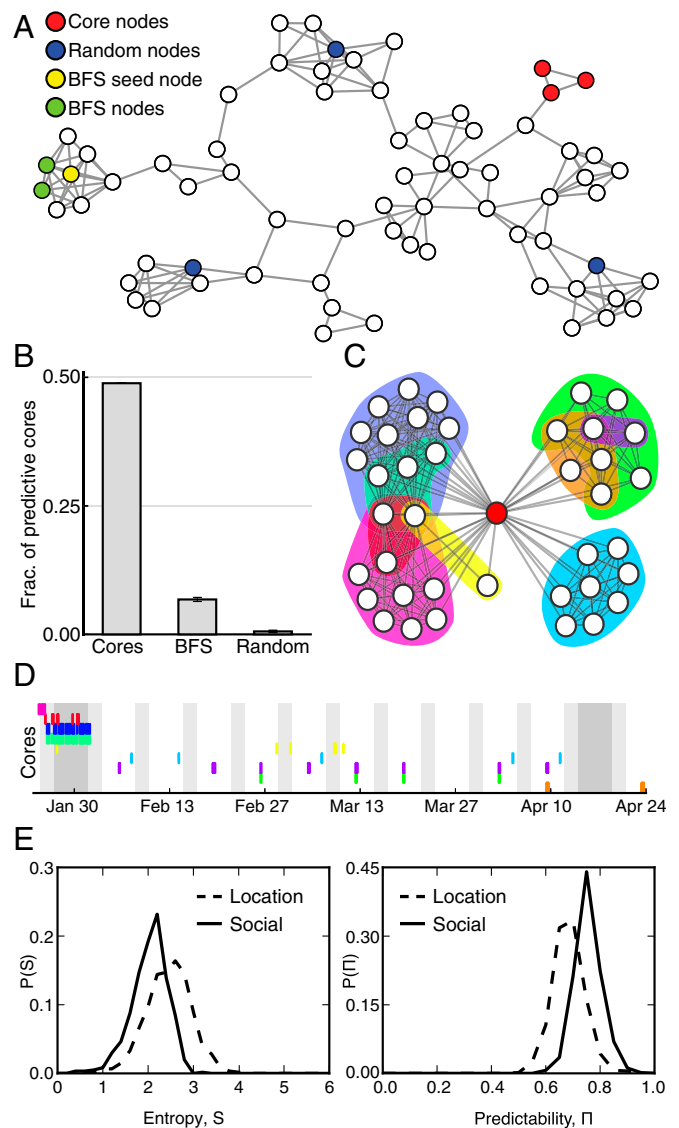 A
Core nodes
Random nodes
BFS seed node
BFS nodes
B
Frac. of predictive cores
0.50
0.25
0.00
Cores BFS Random
C
D
Cores
Jan 30 Feb 13 Feb 27 Mar 13 Mar 27 Apr 10 Apr 24
E
P(S)
0.3
0.2
0.1
0.0
0 1 2 3 4 5 6
Entropy, S
Location
Social
P(Π)
0.45
0.30
0.15
0.00
0.0 0.2 0.4 0.6 0.8 1.0
Predictability, Π
Location
Social